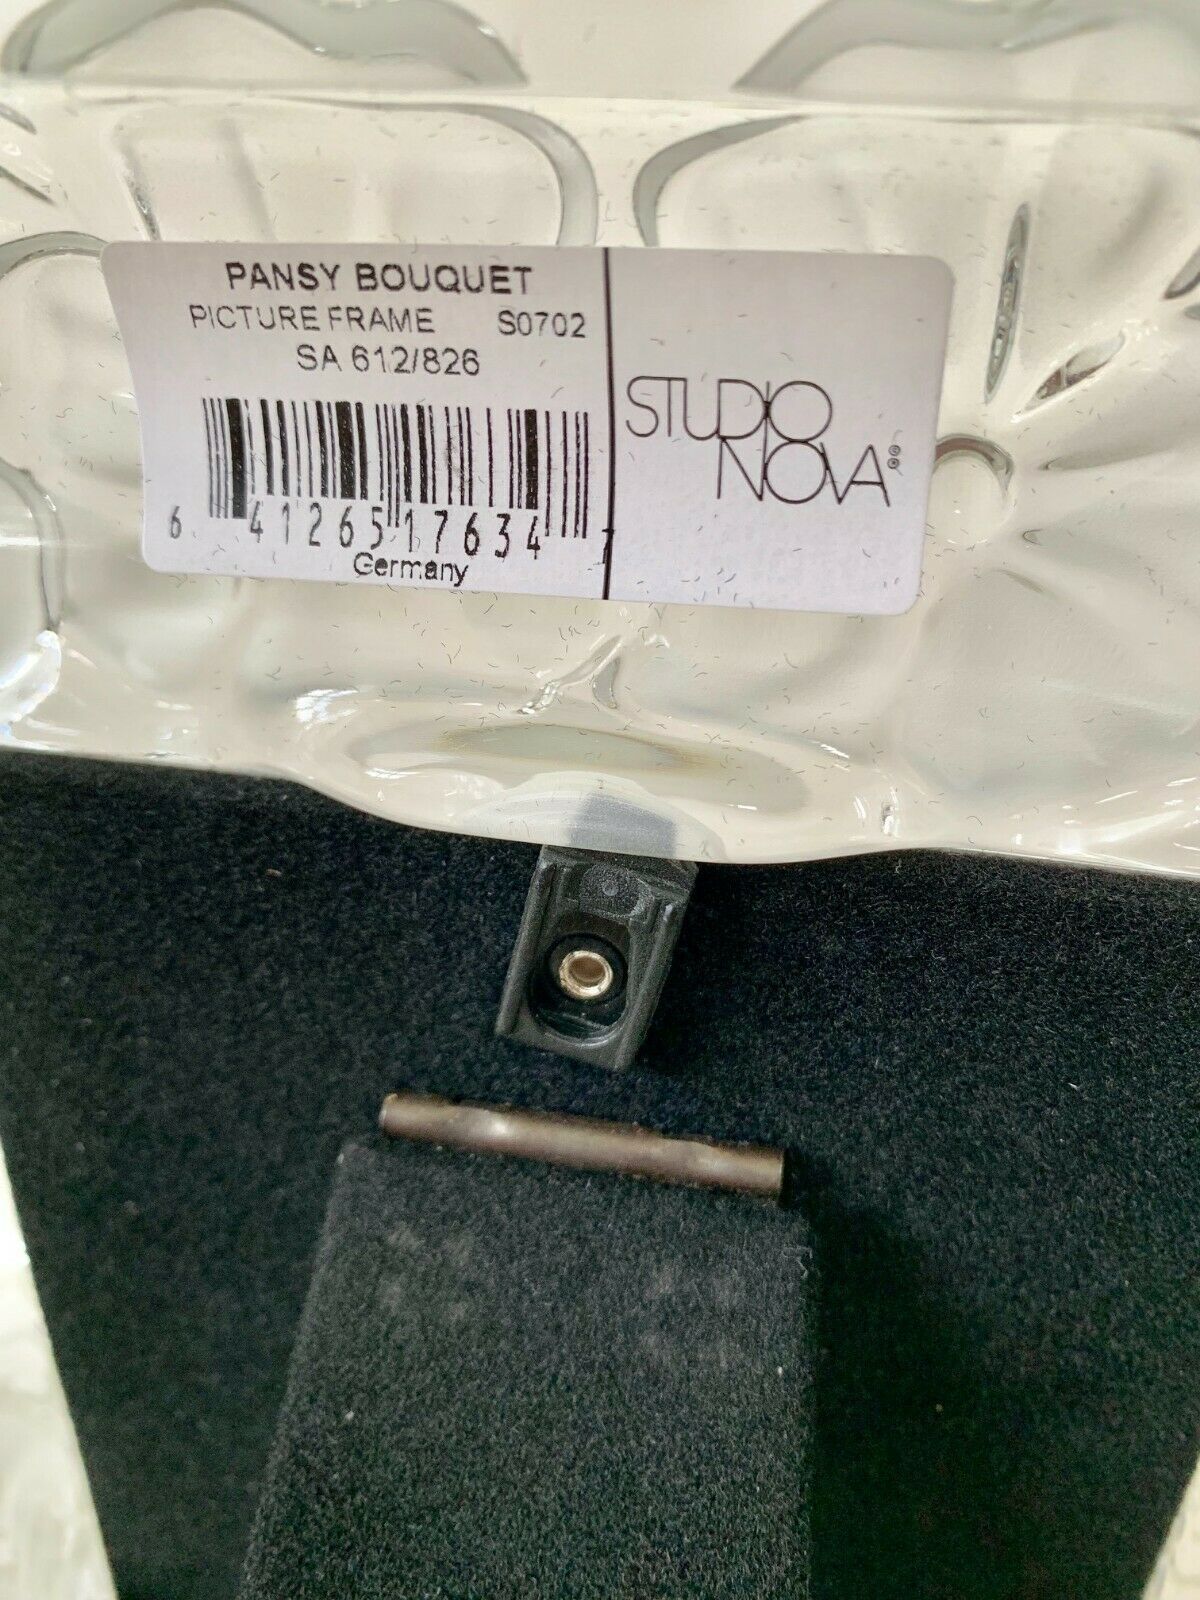 PANSY BOUQUET
PICTURE FRAME S0702
SA 612/826
6 41265 17634 7
Germany
STUDIO
NOVA